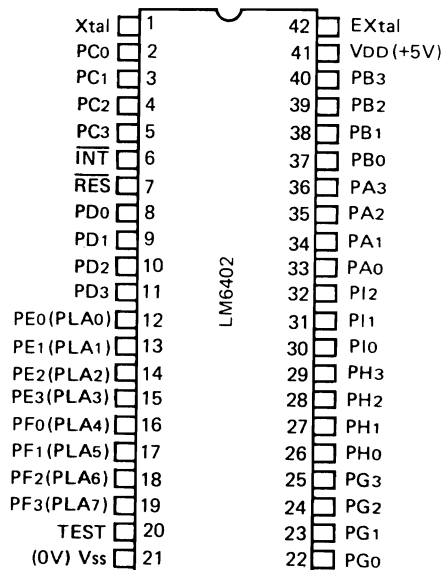 Xtal 1 42 EXtal
PC0 2 41 VDD (+5V)
PC1 3 40 PB3
PC2 4 39 PB2
PC3 5 38 PB1
INT 6 37 PB0
RES 7 36 PA3
PD0 8 35 PA2
PD1 9 34 PA1
PD2 10 33 PA0
PD3 11 32 PI2
PE0 (PLA0) 12 31 PI1
PE1 (PLA1) 13 30 PI0
PE2 (PLA2) 14 29 PH3
PE3 (PLA3) 15 28 PH2
PF0 (PLA4) 16 27 PH1
PF1 (PLA5) 17 26 PH0
PF2 (PLA6) 18 25 PG3
PF3 (PLA7) 19 24 PG2
TEST 20 23 PG1
(0V) Vss 21 22 PG0
LM6402